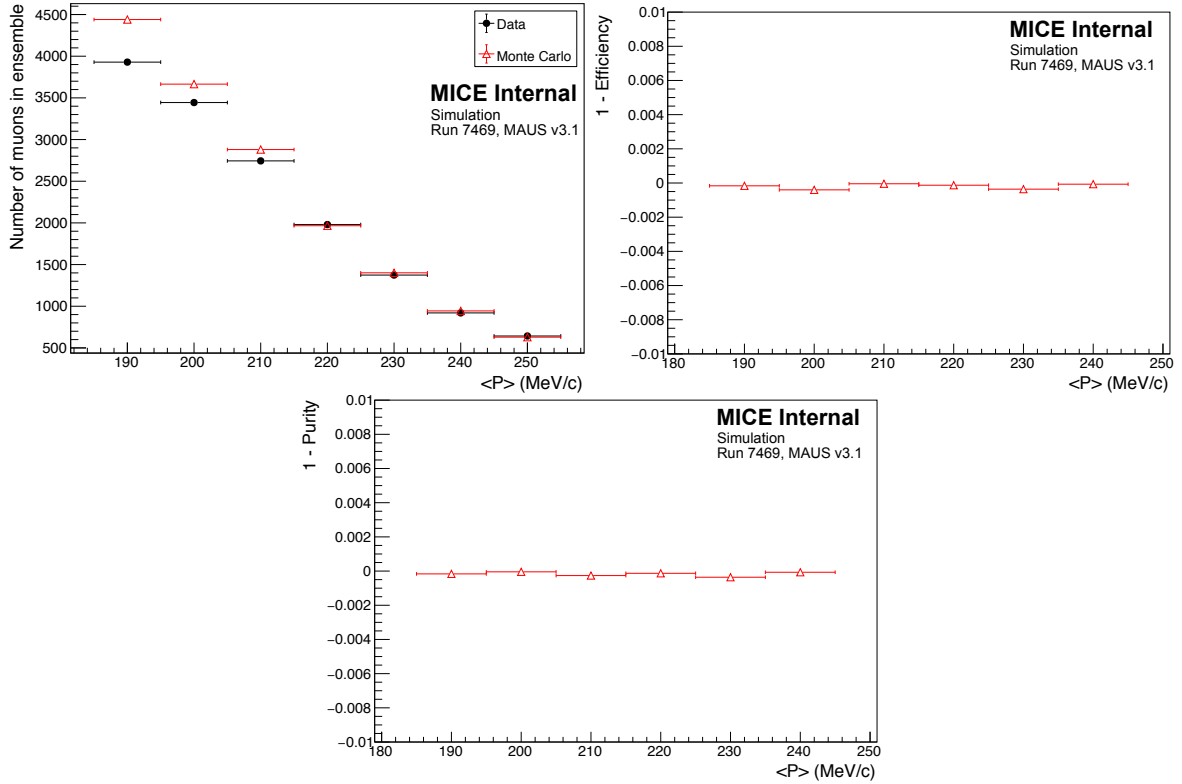 4500
4000
3500
3000
2500
2000
1500
1000
500
Number of muons in ensemble
Data
Monte Carlo
MICE Internal
Simulation
Run 7469, MAUS v3.1
190 200 210 220 230 240 250
<P> (MeV/c)
0.01
0.008
0.006
0.004
0.002
0
−0.002
−0.004
−0.006
−0.008
−0.01
1 - Efficiency
MICE Internal
Simulation
Run 7469, MAUS v3.1
180 190 200 210 220 230 240 250
<P> (MeV/c)
0.01
0.008
0.006
0.004
0.002
0
−0.002
−0.004
−0.006
−0.008
−0.01
1 - Purity
MICE Internal
Simulation
Run 7469, MAUS v3.1
180 190 200 210 220 230 240 250
<P> (MeV/c)